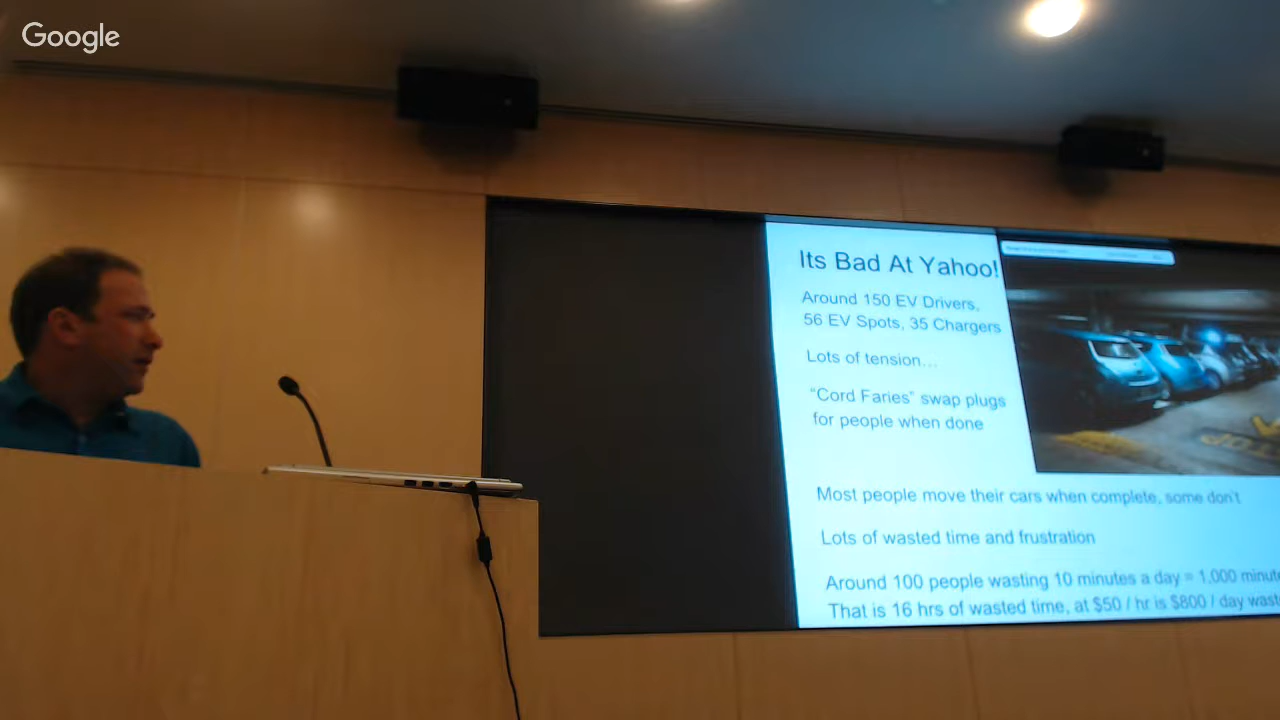 Google
Its Bad At Yahoo!
Around 150 EV Drivers,
56 EV Spots, 35 Chargers
Lots of tension...
"Cord Faries" swap plugs
for people when done
Most people move their cars when complete, some don't
Lots of wasted time and frustration
Around 100 people wasting 10 minutes a day = 1,000 minute
That is 16 hrs of wasted time, at $50 / hr is $800 / day wast